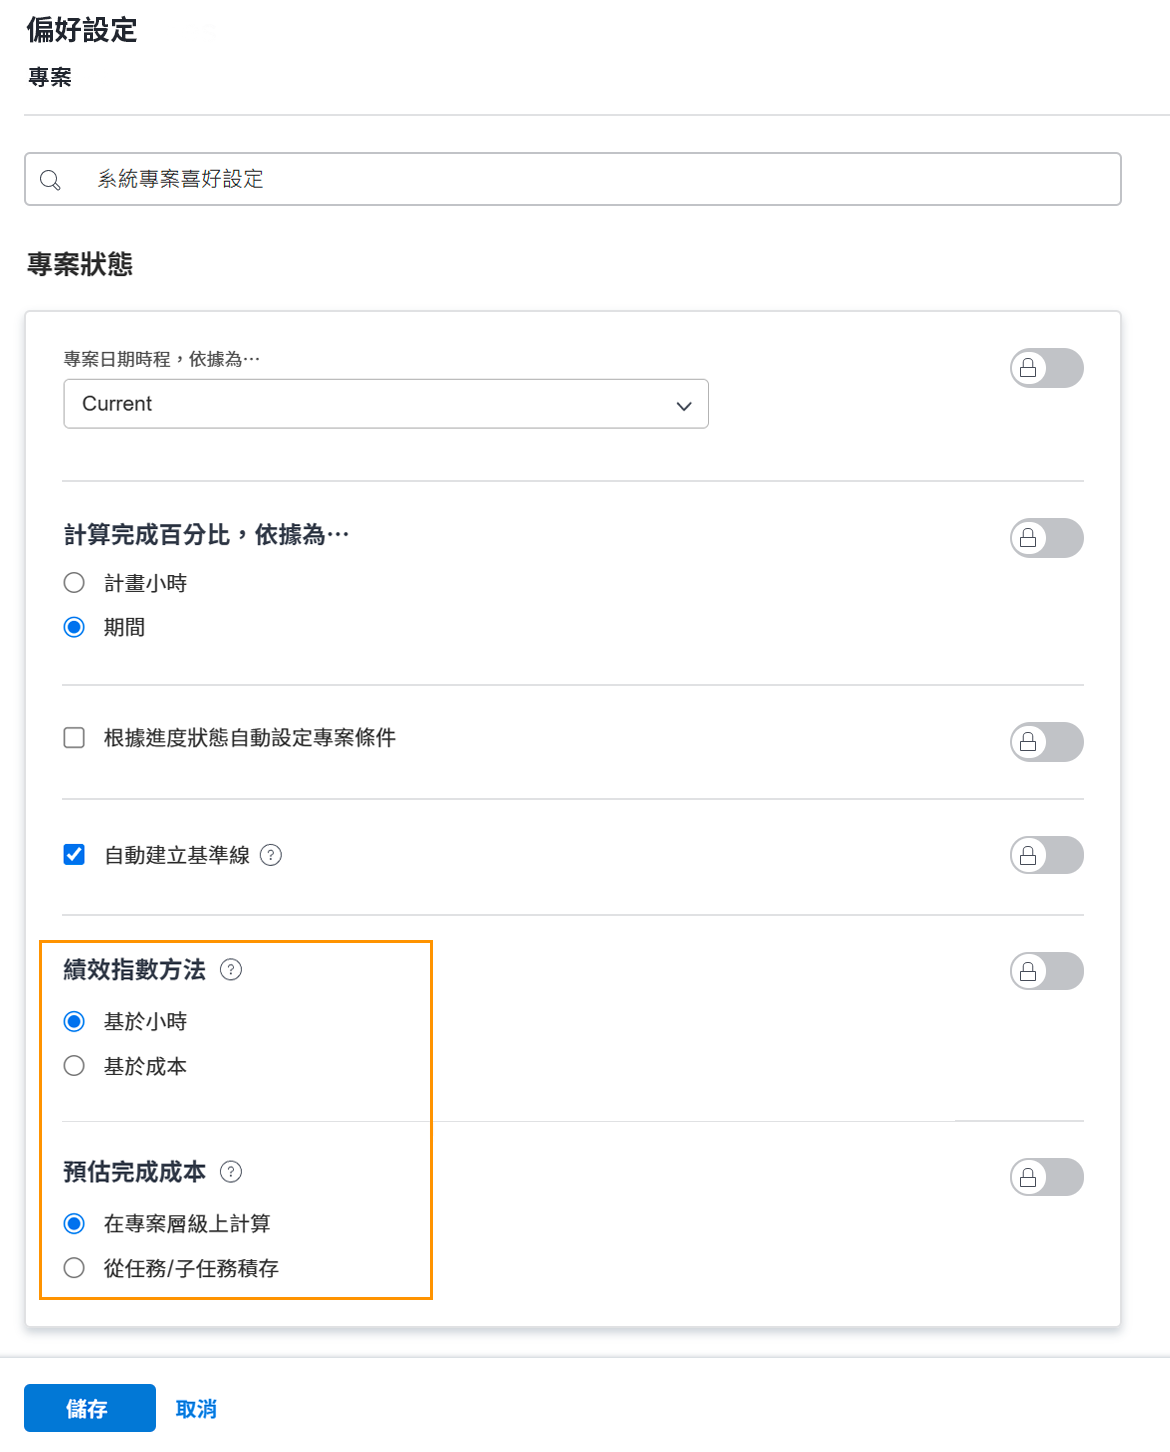 偏好設定
專案
系統專案喜好設定
專案狀態
專案日期時程，依據為⋯
Current
計算完成百分比，依據為⋯
計畫小時
期間
根據進度狀態自動設定專案條件
自動建立基準線 ?
績效指數方法 ?
基於小時
基於成本
預估完成成本 ?
在專案層級上計算
從任務/子任務積存
儲存 取消